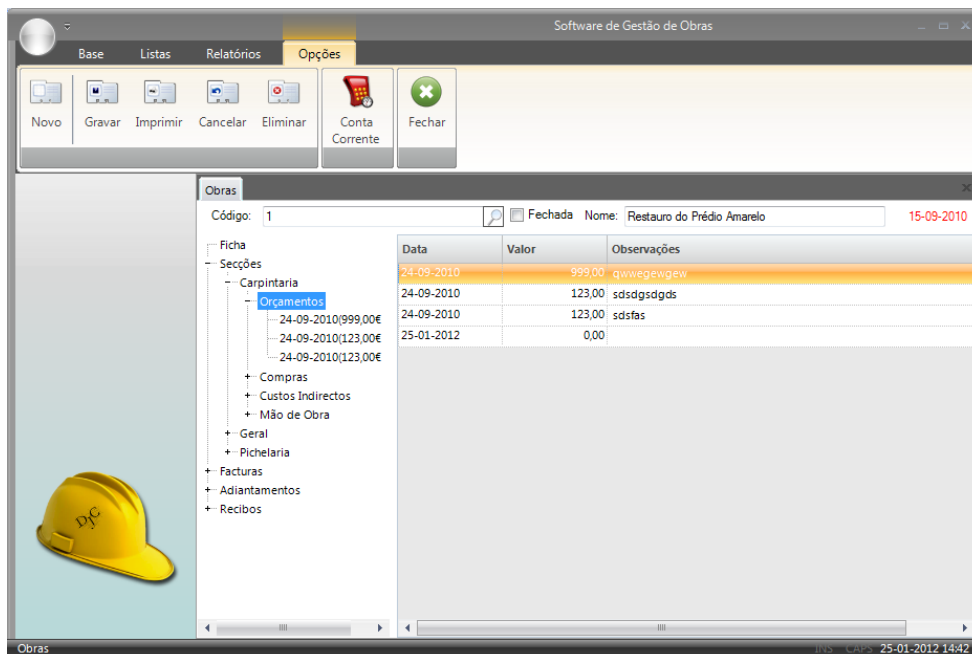 Software de Gestão de Obras
Base Listas Relatórios Opções
Novo Gravar Imprimir Cancelar Eliminar Conta Corrente Fechar
Obras
Código: 1 Fechada Nome: Restauro do Prédio Amarelo 15-09-2010
Ficha
Secções
Carpintaria
Orçamentos
24-09-2010(999,00€
24-09-2010(123,00€
24-09-2010(123,00€
Compras
Custos Indirectos
Mão de Obra
Geral
Pichelaria
Facturas
Adiantamentos
Recibos
Data Valor Observações
24-09-2010 999,00 qwwegewgew
24-09-2010 123,00 sdsdgsdgds
24-09-2010 123,00 sdsfas
25-01-2012 0,00
DJC
Obras INS CAPS 25-01-2012 14:42